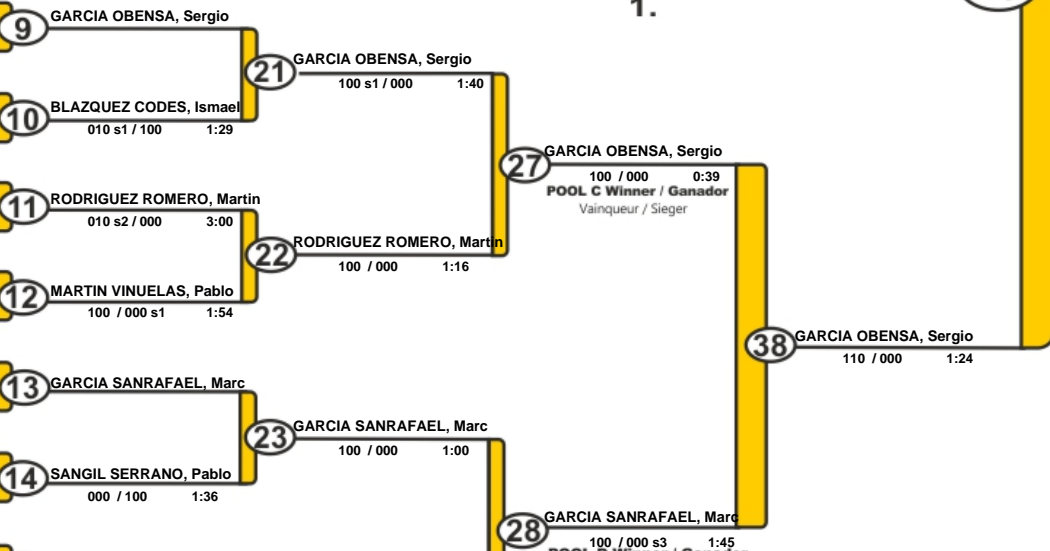 1.
9 GARCIA OBENSA, Sergio
21 GARCIA OBENSA, Sergio
100 s1 / 000 1:40
10 BLAZQUEZ CODES, Ismael
010 s1 / 100 1:29
27 GARCIA OBENSA, Sergio
100 / 000 0:39
POOL C Winner / Ganador
Vainqueur / Sieger
11 RODRIGUEZ ROMERO, Martin
010 s2 / 000 3:00
22 RODRIGUEZ ROMERO, Martin
100 / 000 1:16
12 MARTIN VINUELAS, Pablo
100 / 000 s1 1:54
38 GARCIA OBENSA, Sergio
110 / 000 1:24
13 GARCIA SANRAFAEL, Marc
23 GARCIA SANRAFAEL, Marc
100 / 000 1:00
14 SANGIL SERRANO, Pablo
000 / 100 1:36
28 GARCIA SANRAFAEL, Marc
100 / 000 s3 1:45